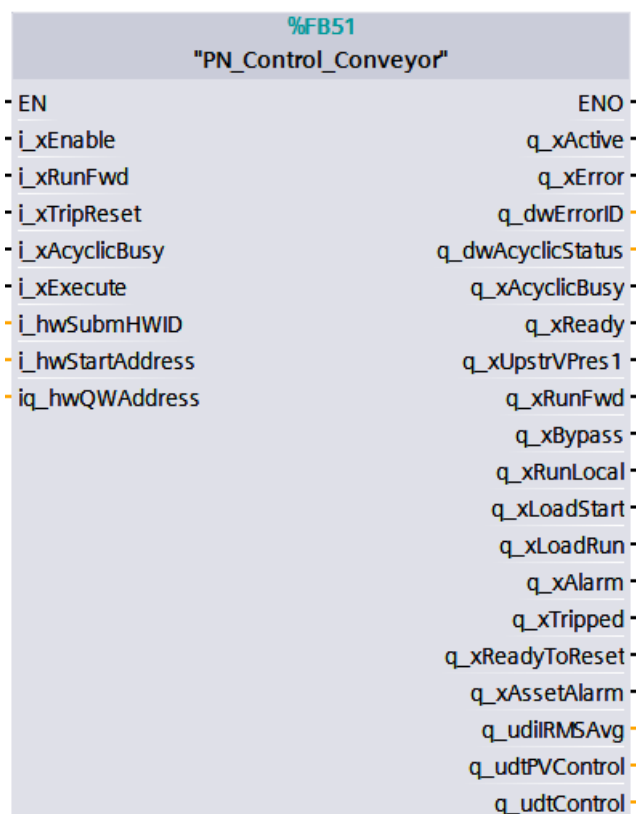 %FB51
"PN_Control_Conveyor"
EN ENO
i_xEnable q_xActive
i_xRunFwd q_xError
i_xTripReset q_dwErrorID
i_xAcyclicBusy q_dwAcyclicStatus
i_xExecute q_xAcyclicBusy
i_hwSubmHWID q_xReady
i_hwStartAddress q_xUpstrVPres1
iq_hwQWAddress q_xRunFwd
q_xBypass
q_xRunLocal
q_xLoadStart
q_xLoadRun
q_xAlarm
q_xTripped
q_xReadyToReset
q_xAssetAlarm
q_udiIRMSAvg
q_udtPVControl
q_udtControl